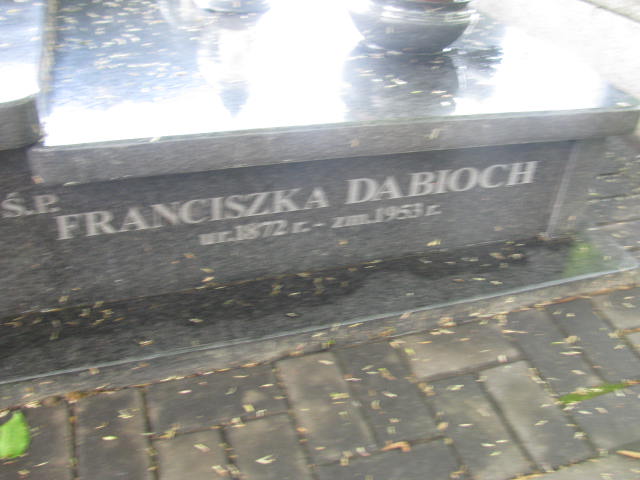 Ś.P. FRANCISZKA DABIOCH
ur.1872 r. - zm.1953 r.